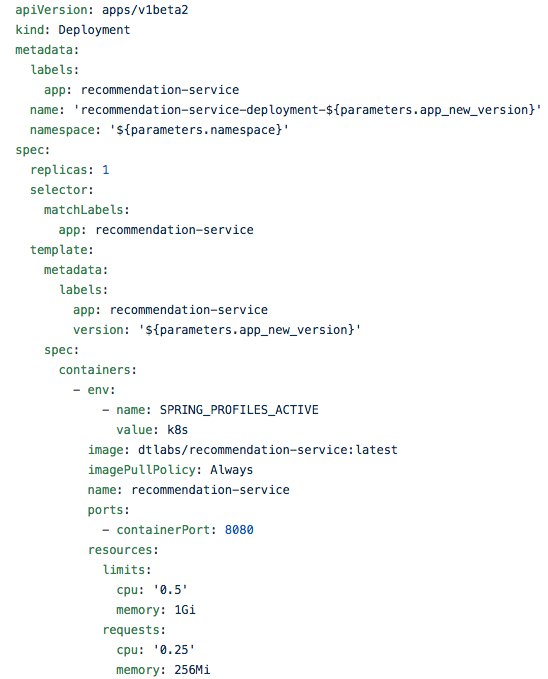 apiVersion: apps/v1beta2
kind: Deployment
metadata:
  labels:
    app: recommendation-service
  name: 'recommendation-service-deployment-${parameters.app_new_version}'
  namespace: '${parameters.namespace}'
spec:
  replicas: 1
  selector:
    matchLabels:
      app: recommendation-service
  template:
    metadata:
      labels:
        app: recommendation-service
        version: '${parameters.app_new_version}'
    spec:
      containers:
        - env:
            - name: SPRING_PROFILES_ACTIVE
              value: k8s
          image: dtlabs/recommendation-service:latest
          imagePullPolicy: Always
          name: recommendation-service
          ports:
            - containerPort: 8080
          resources:
            limits:
              cpu: '0.5'
              memory: 1Gi
            requests:
              cpu: '0.25'
              memory: 256Mi